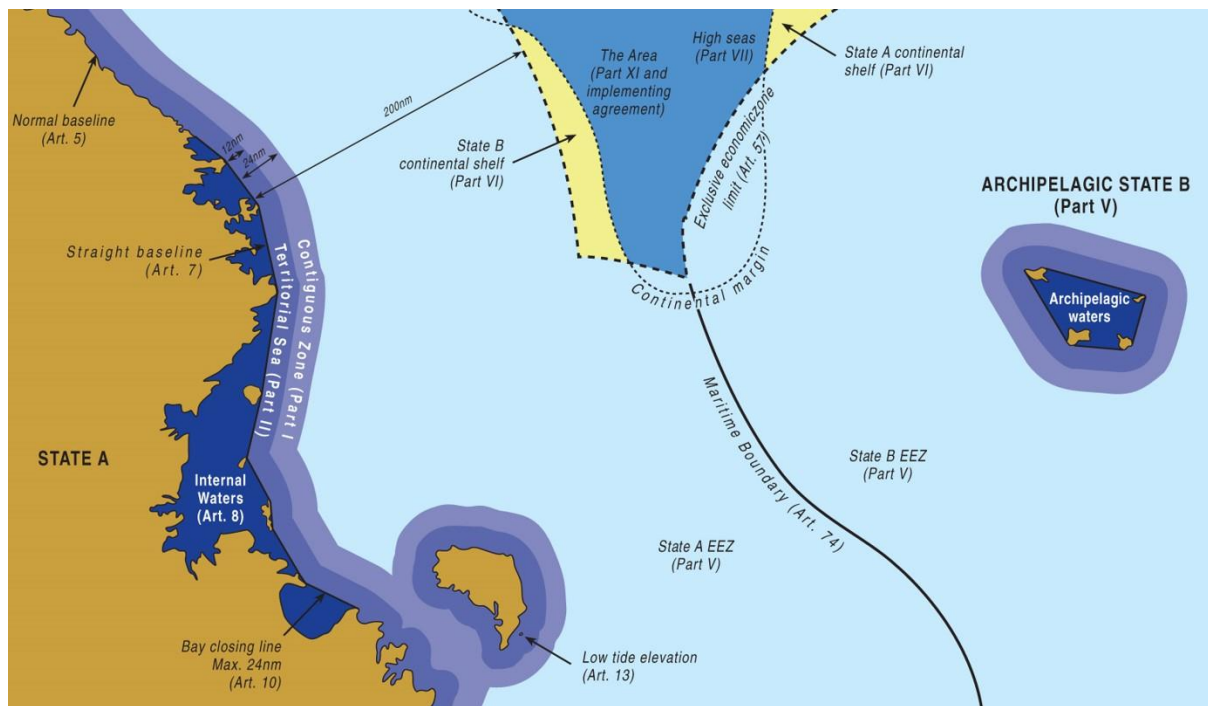 Normal baseline
(Art. 5)
12nm
24nm
200nm
The Area
(Part XI and
implementing
agreement)
High seas
(Part VII)
State A continental
shelf (Part VI)
State B
continental shelf
(Part VI)
Exclusive economiczone
limit (Art. 57)
Continental margin
ARCHIPELAGIC STATE B
(Part V)
Archipelagic
waters
Straight baseline
(Art. 7)
Territorial Sea (Part II)
Contiguous Zone (Part I
STATE A
Internal
Waters
(Art. 8)
Maritime Boundary (Art. 74)
State B EEZ
(Part V)
State A EEZ
(Part V)
Bay closing line
Max. 24nm
(Art. 10)
Low tide elevation
(Art. 13)